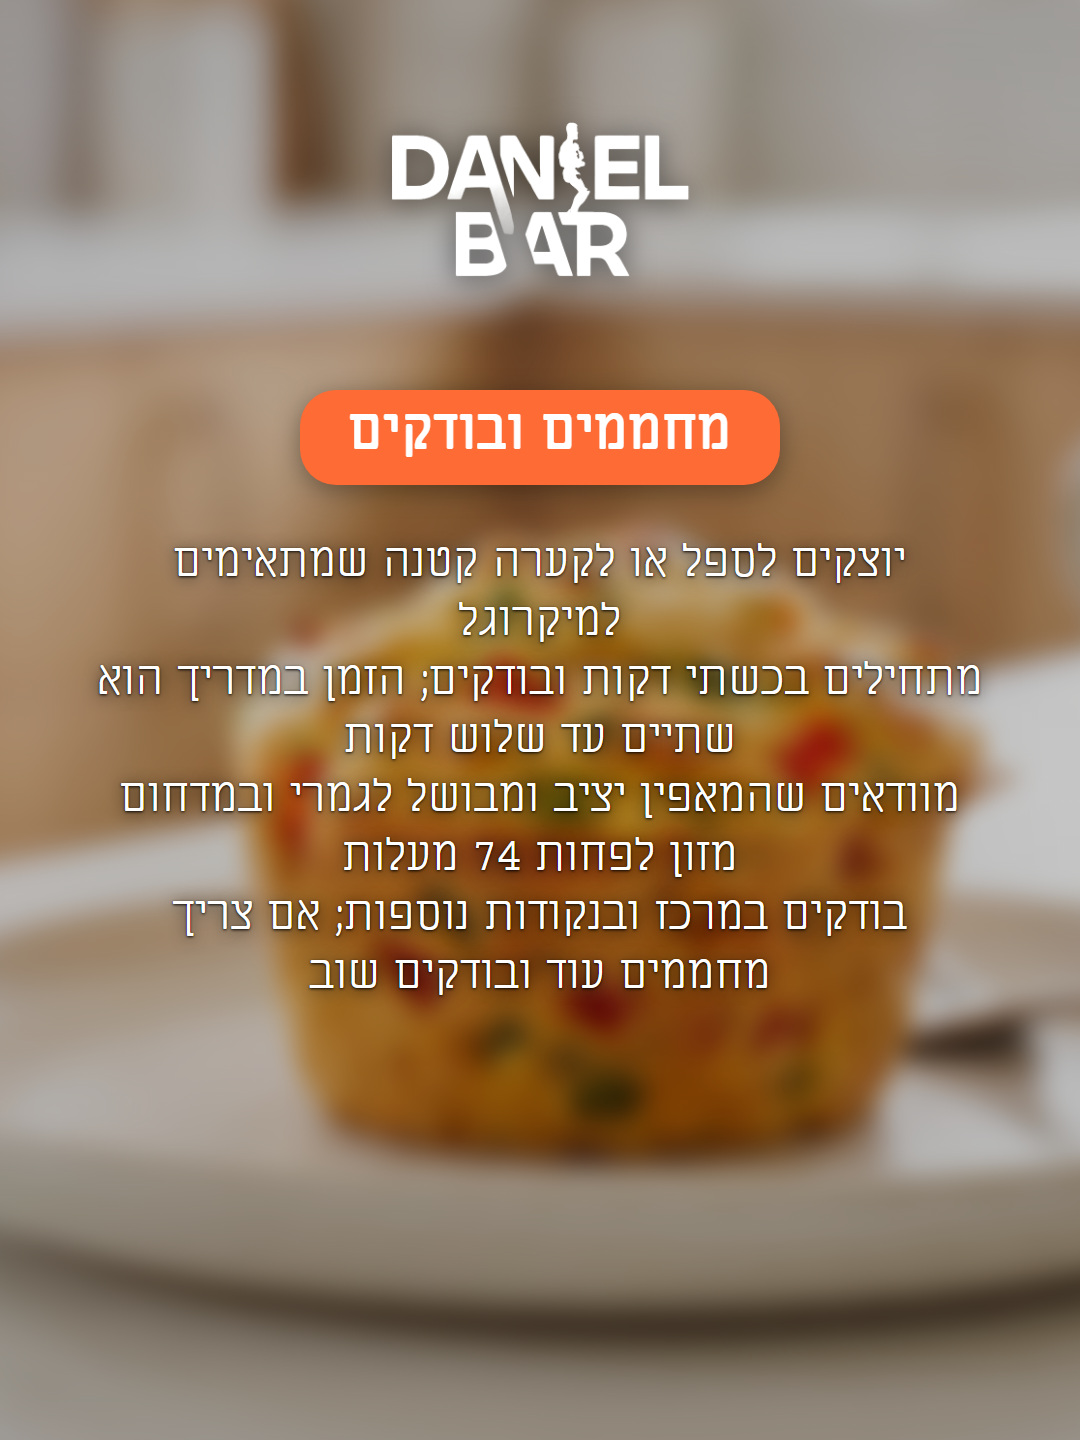 DANIEL
BAR
מחממים ובודקים
יוצקים לספל או לקערה קטנה שמתאימים
למיקרוגל
מתחילים בכשתי דקות ובודקים; הזמן במדריך הוא
שתיים עד שלוש דקות
מוודאים שהמאפין יציב ומבושל לגמרי ובמדחום
מזון לפחות 74 מעלות
בודקים במרכז ובנקודות נוספות; אם צריך
מחממים עוד ובודקים שוב